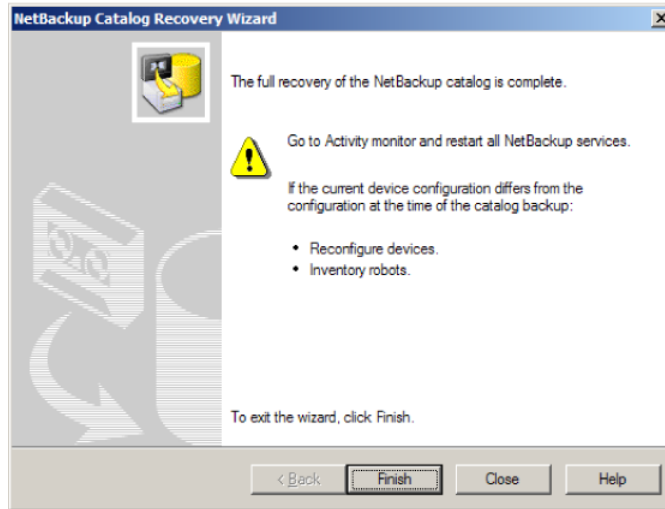 NetBackup Catalog Recovery Wizard
The full recovery of the NetBackup catalog is complete.
Go to Activity monitor and restart all NetBackup services.
If the current device configuration differs from the
configuration at the time of the catalog backup:
• Reconfigure devices.
• Inventory robots.
To exit the wizard, click Finish.
< Back Finish Close Help